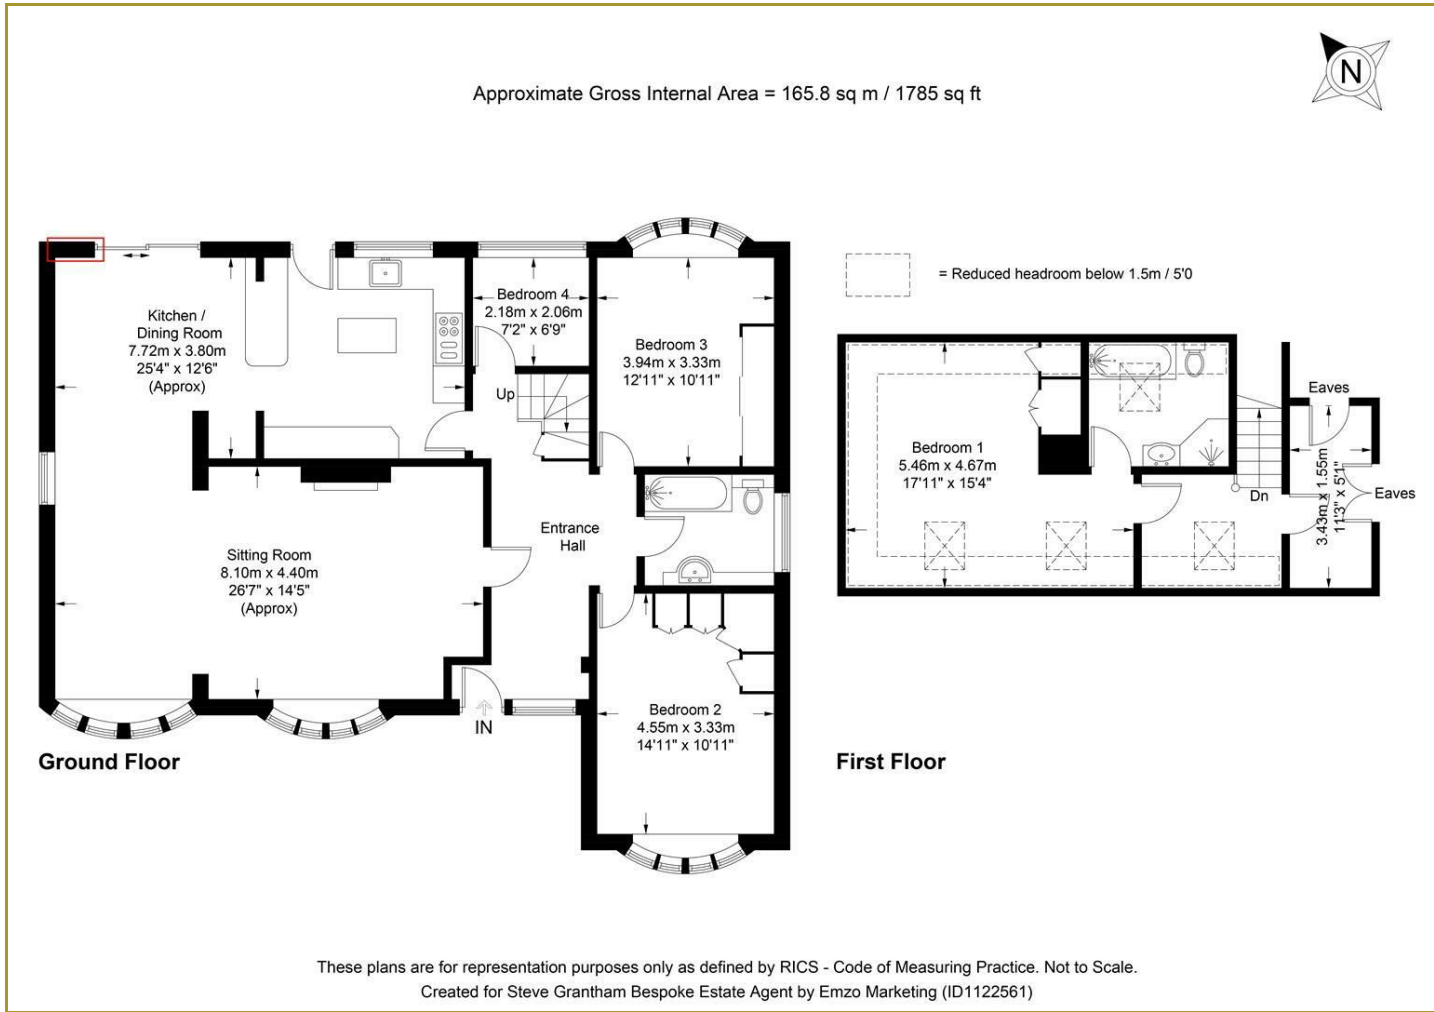 N
Approximate Gross Internal Area = 165.8 sq m / 1785 sq ft
= Reduced headroom below 1.5m / 5'0
Kitchen /
Dining Room
7.72m x 3.80m
25'4" x 12'6"
(Approx)
Bedroom 4
2.18m x 2.06m
7'2" x 6'9"
Up
Bedroom 3
3.94m x 3.33m
12'11" x 10'11"
Sitting Room
8.10m x 4.40m
26'7" x 14'5"
(Approx)
Entrance
Hall
Bedroom 2
4.55m x 3.33m
14'11" x 10'11"
IN
Ground Floor
Bedroom 1
5.46m x 4.67m
17'11" x 15'4"
Dn
Eaves
3.43m x 1.55m
11'3" x 5'1"
Eaves
First Floor
These plans are for representation purposes only as defined by RICS - Code of Measuring Practice. Not to Scale.
Created for Steve Grantham Bespoke Estate Agent by Emzo Marketing (ID1122561)